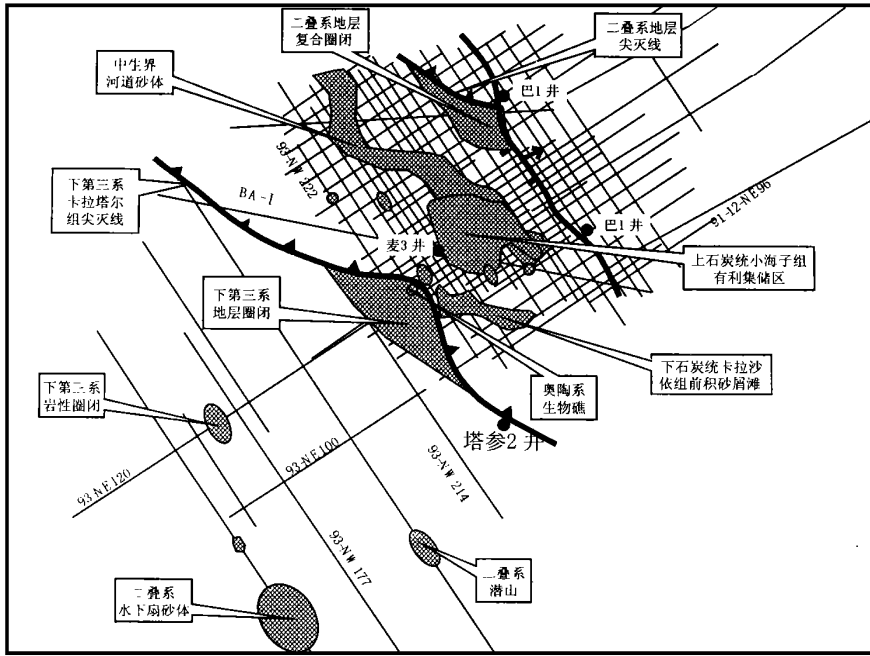 二叠系地层
复合圈闭
二叠系地层
尖灭线
中生界
河道砂体
巴1井
93-NW 222
下第三系
卡拉塔尔
组尖灭线
BA-I
91-12-NE96
麦3井
巴1井
上石炭统小海子组
有利集储区
下第三系
地层圈闭
下石炭统卡拉沙
依组前积砂屑滩
下第三系
岩性圈闭
奥陶系
生物礁
塔参2井
93-NE120
93-NE100
93-NW 214
93-NW 177
二叠系
潜山
二叠系
水下扇砂体